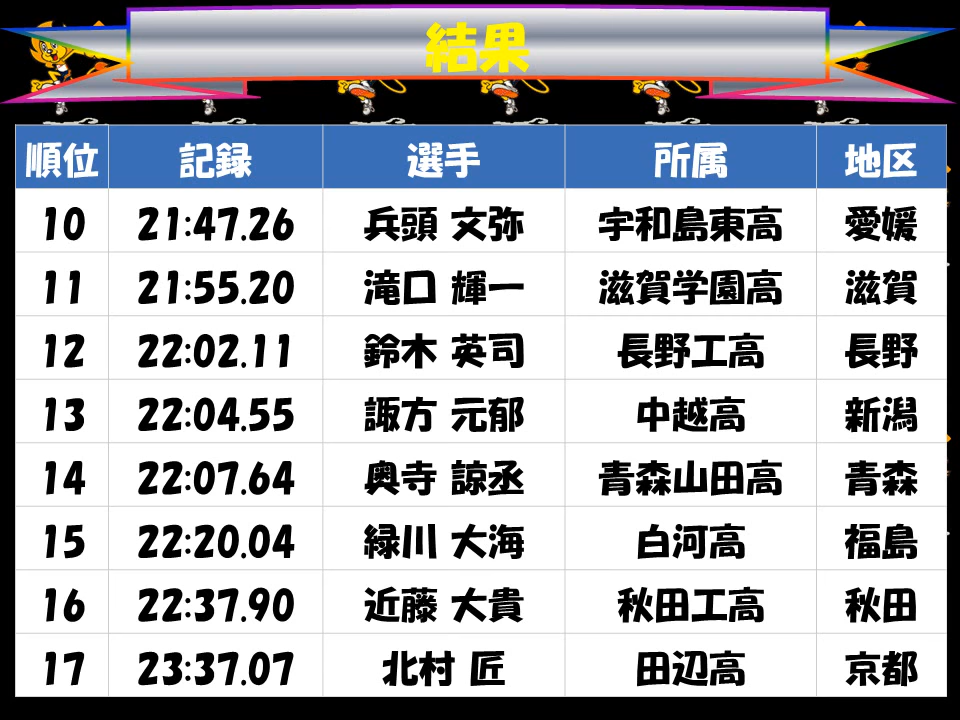 結果
順位 記録 選手 所属 地区
10 21:47.26 兵頭 文弥 宇和島東高 愛媛
11 21:55.20 滝口 輝一 滋賀学園高 滋賀
12 22:02.11 鈴木 英司 長野工高 長野
13 22:04.55 諏方 元郁 中越高 新潟
14 22:07.64 奥寺 諒丞 青森山田高 青森
15 22:20.04 緑川 大海 白河高 福島
16 22:37.90 近藤 大貴 秋田工高 秋田
17 23:37.07 北村 匠 田辺高 京都